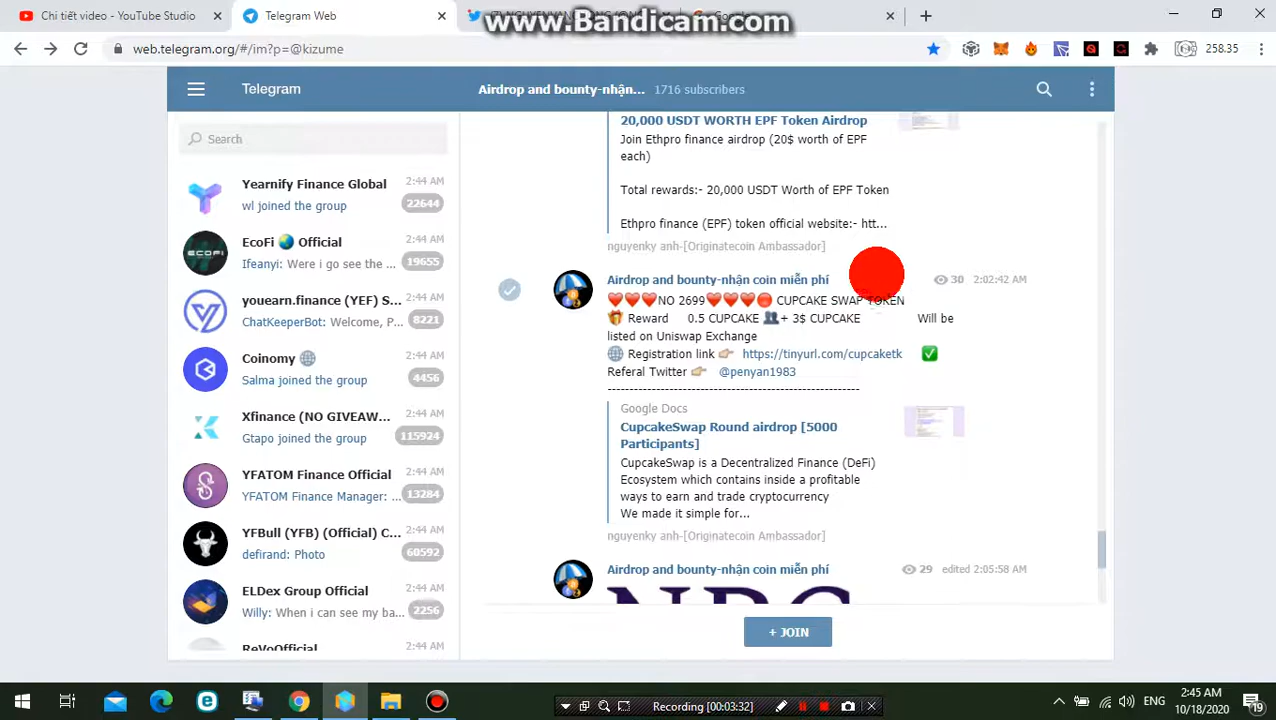 Chi tiết video - YouTube Studio
Telegram Web
www.Bandicam.com
web.telegram.org/#/im?p=@kizume
258.35
Telegram
Airdrop and bounty-nhận... 1716 subscribers
Search
Yearnify Finance Global 2:44 AM
wl joined the group 22644
EcoFi 🌏 Official 2:44 AM
Ifeanyi: Were i go see the ... 19655
youearn.finance (YEF) S... 2:44 AM
ChatKeeperBot: Welcome, P... 8221
Coinomy 🌐 2:44 AM
Salma joined the group 4456
Xfinance (NO GIVEAW... 2:44 AM
Gtapo joined the group 115924
YFATOM Finance Official 2:44 AM
YFATOM Finance Manager: ... 13284
YFBull (YFB) (Official) C... 2:44 AM
defirand: Photo 60592
ELDex Group Official 2:44 AM
Willy: When i can see my ba... 2256
ReVoOfficial 2:44 AM
20,000 USDT WORTH EPF Token Airdrop
Join Ethpro finance airdrop (20$ worth of EPF
each)
Total rewards:- 20,000 USDT Worth of EPF Token
Ethpro finance (EPF) token official website:- htt...
nguyenky anh-[Originatecoin Ambassador]
Airdrop and bounty-nhận coin miễn phí 30 2:02:42 AM
❤️❤️❤️NO 2699❤️❤️❤️🔴 CUPCAKE SWAP TOKEN
🎁 Reward 0.5 CUPCAKE 👥+ 3$ CUPCAKE Will be
listed on Uniswap Exchange
🌐 Registration link 👉🏼 https://tinyurl.com/cupcaketk ✅
Referal Twitter 👉🏼 @penyan1983
----------------------------------------------------------
Google Docs
CupcakeSwap Round airdrop [5000
Participants]
CupcakeSwap is a Decentralized Finance (DeFi)
Ecosystem which contains inside a profitable
ways to earn and trade cryptocurrency
We made it simple for...
nguyenky anh-[Originatecoin Ambassador]
Airdrop and bounty-nhận coin miễn phí 29 edited 2:05:58 AM
+ JOIN
Recording [00:03:32]
ENG
2:45 AM
10/18/2020
19